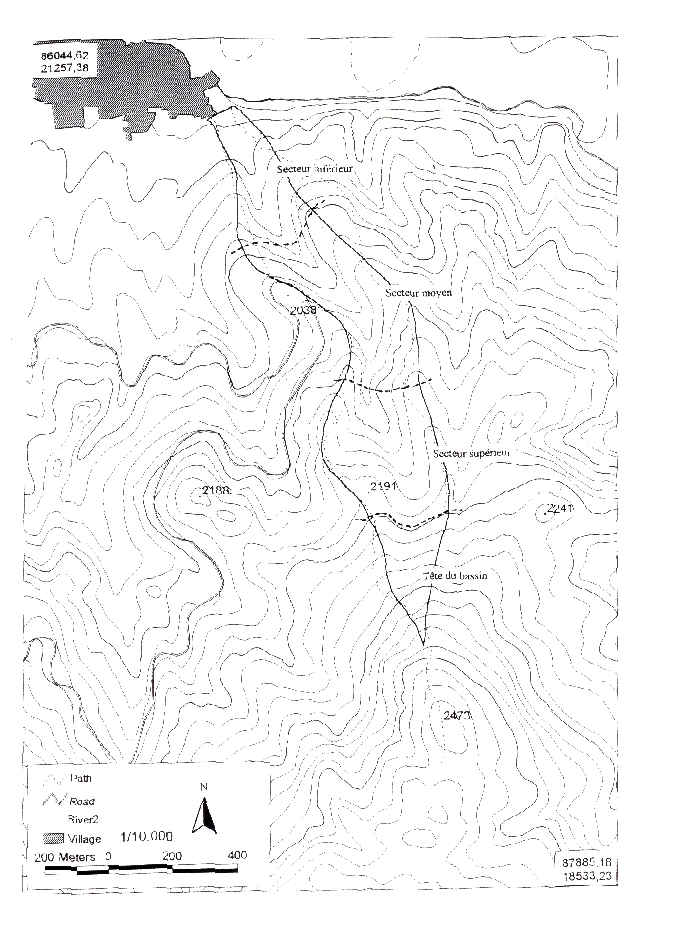 86044,62
21257,38
Secteur inférieur
Secteur moyen
2038
Secteur supérieur
2188
2191
2241
Tête du bassin
2473
Path
Road
River2
Village
1/10.000
N
200 Meters 0 200 400
87885,18
18533,23